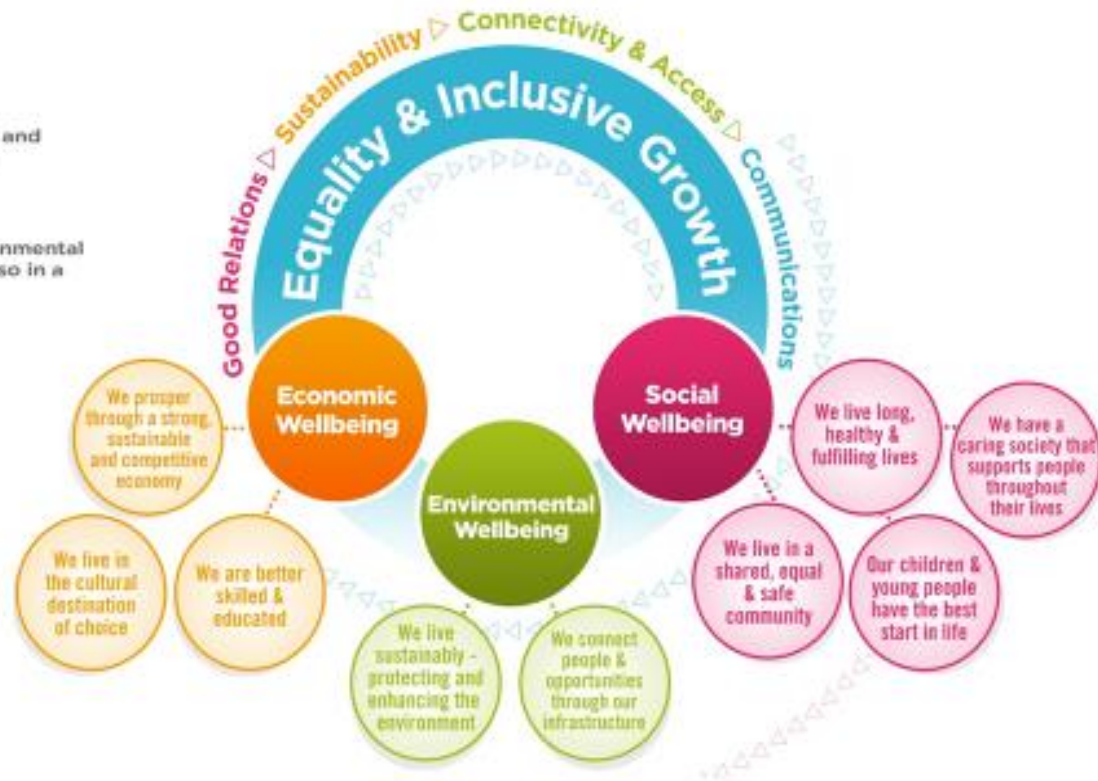 and
nmental
so in a
Good Relations ▷ Sustainability ▷ Connectivity & Access ▷ Communications
Equality & Inclusive Growth
Economic
Wellbeing
We prosper
through a strong,
sustainable
and competitive
economy
We live in
the cultural
destination
of choice
We are better
skilled &
educated
Environmental
Wellbeing
We live
sustainably -
protecting and
enhancing the
environment
We connect
people &
opportunities
through our
infrastructure
Social
Wellbeing
We live long,
healthy &
fulfilling lives
We have a
caring society that
supports people
throughout
their lives
We live in a
shared, equal
& safe
community
Our children &
young people
have the best
start in life